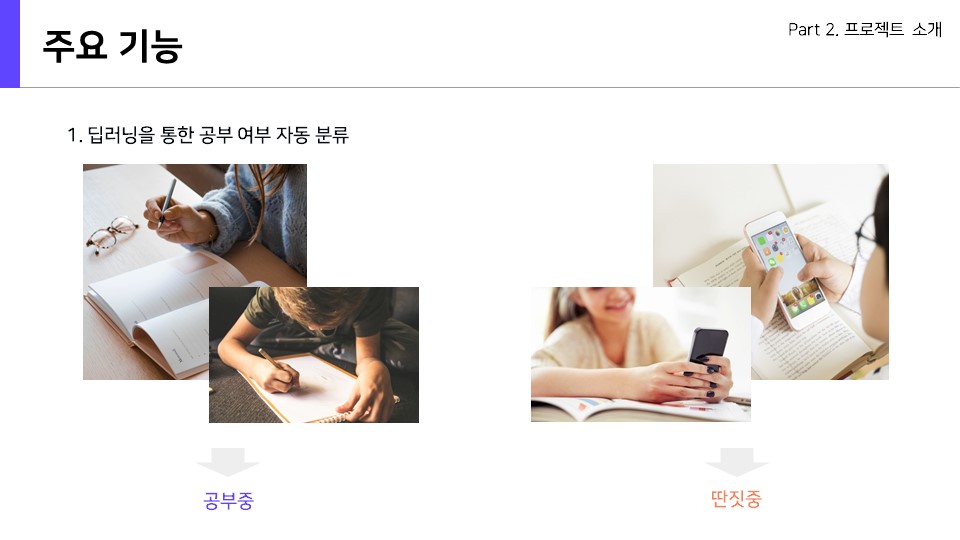 주요 기능
Part 2. 프로젝트 소개
1. 딥러닝을 통한 공부 여부 자동 분류
공부중
딴짓중